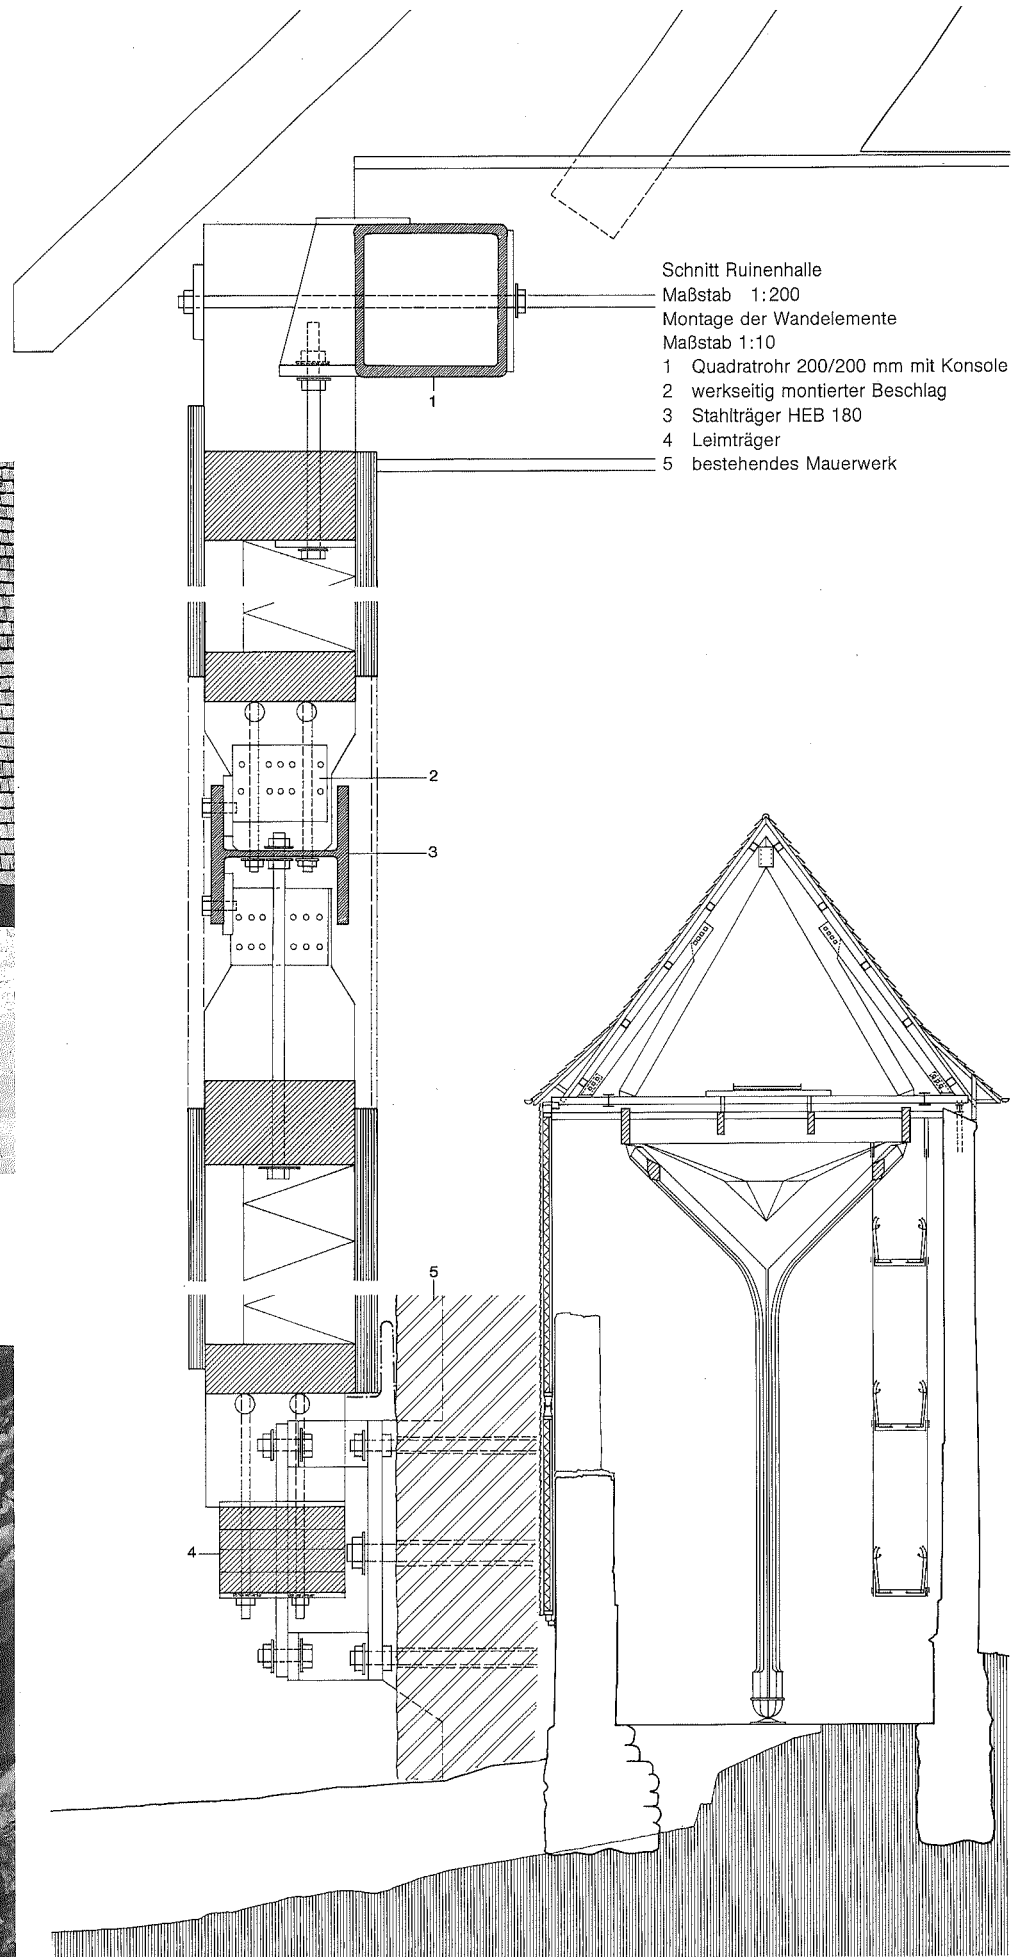 Schnitt Ruinenhalle
Maßstab 1:200
Montage der Wandelemente
Maßstab 1:10
1 Quadratrohr 200/200 mm mit Konsole
2 werkseitig montierter Beschlag
3 Stahlträger HEB 180
4 Leimträger
5 bestehendes Mauerwerk
1
2
3
5
4